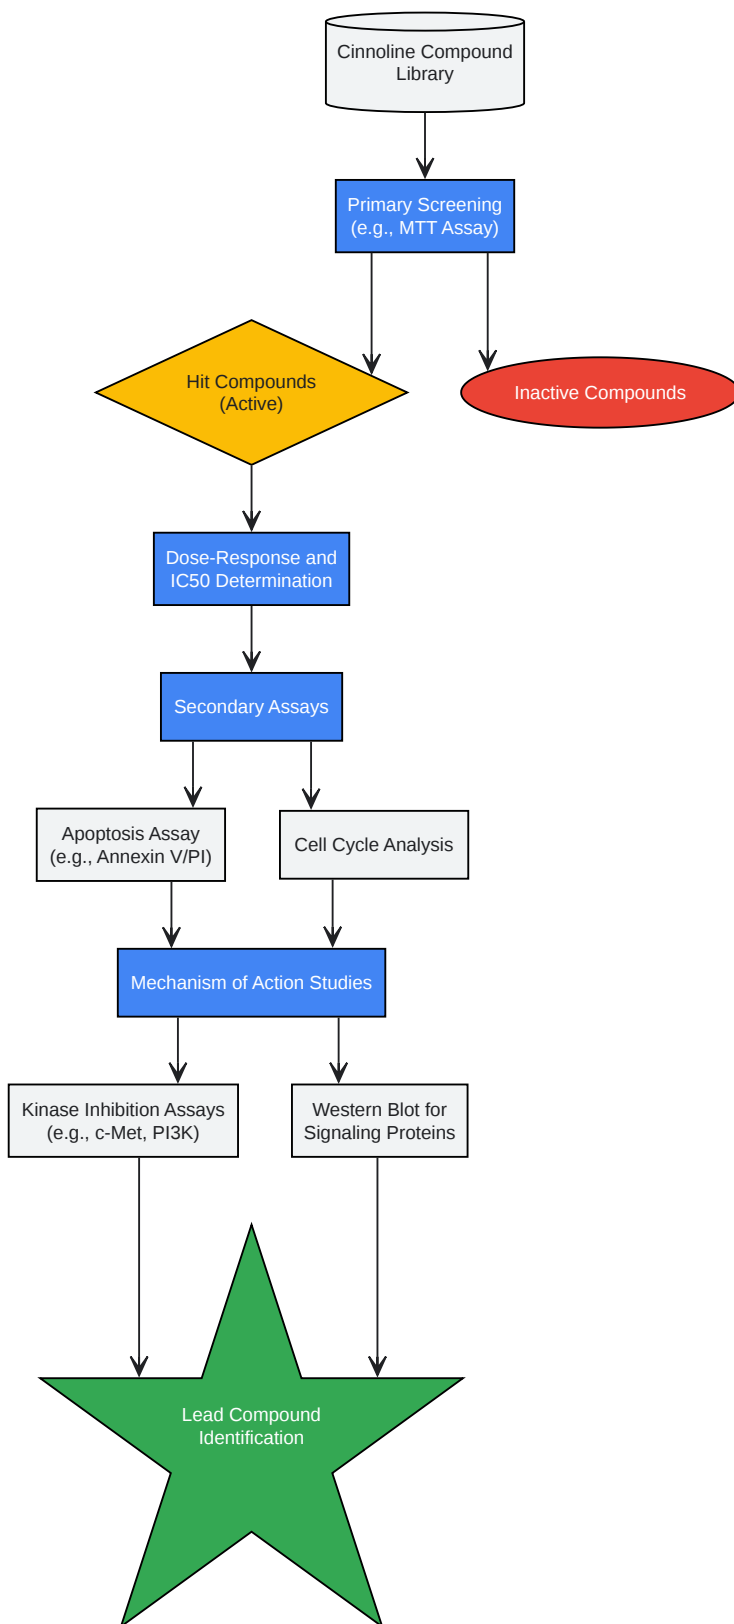 Cinnoline Compound
Library
Primary Screening
(e.g., MTT Assay)
Hit Compounds
(Active)
Inactive Compounds
Dose-Response and
IC50 Determination
Secondary Assays
Apoptosis Assay
(e.g., Annexin V/PI)
Cell Cycle Analysis
Mechanism of Action Studies
Kinase Inhibition Assays
(e.g., c-Met, PI3K)
Western Blot for
Signaling Proteins
Lead Compound
Identification